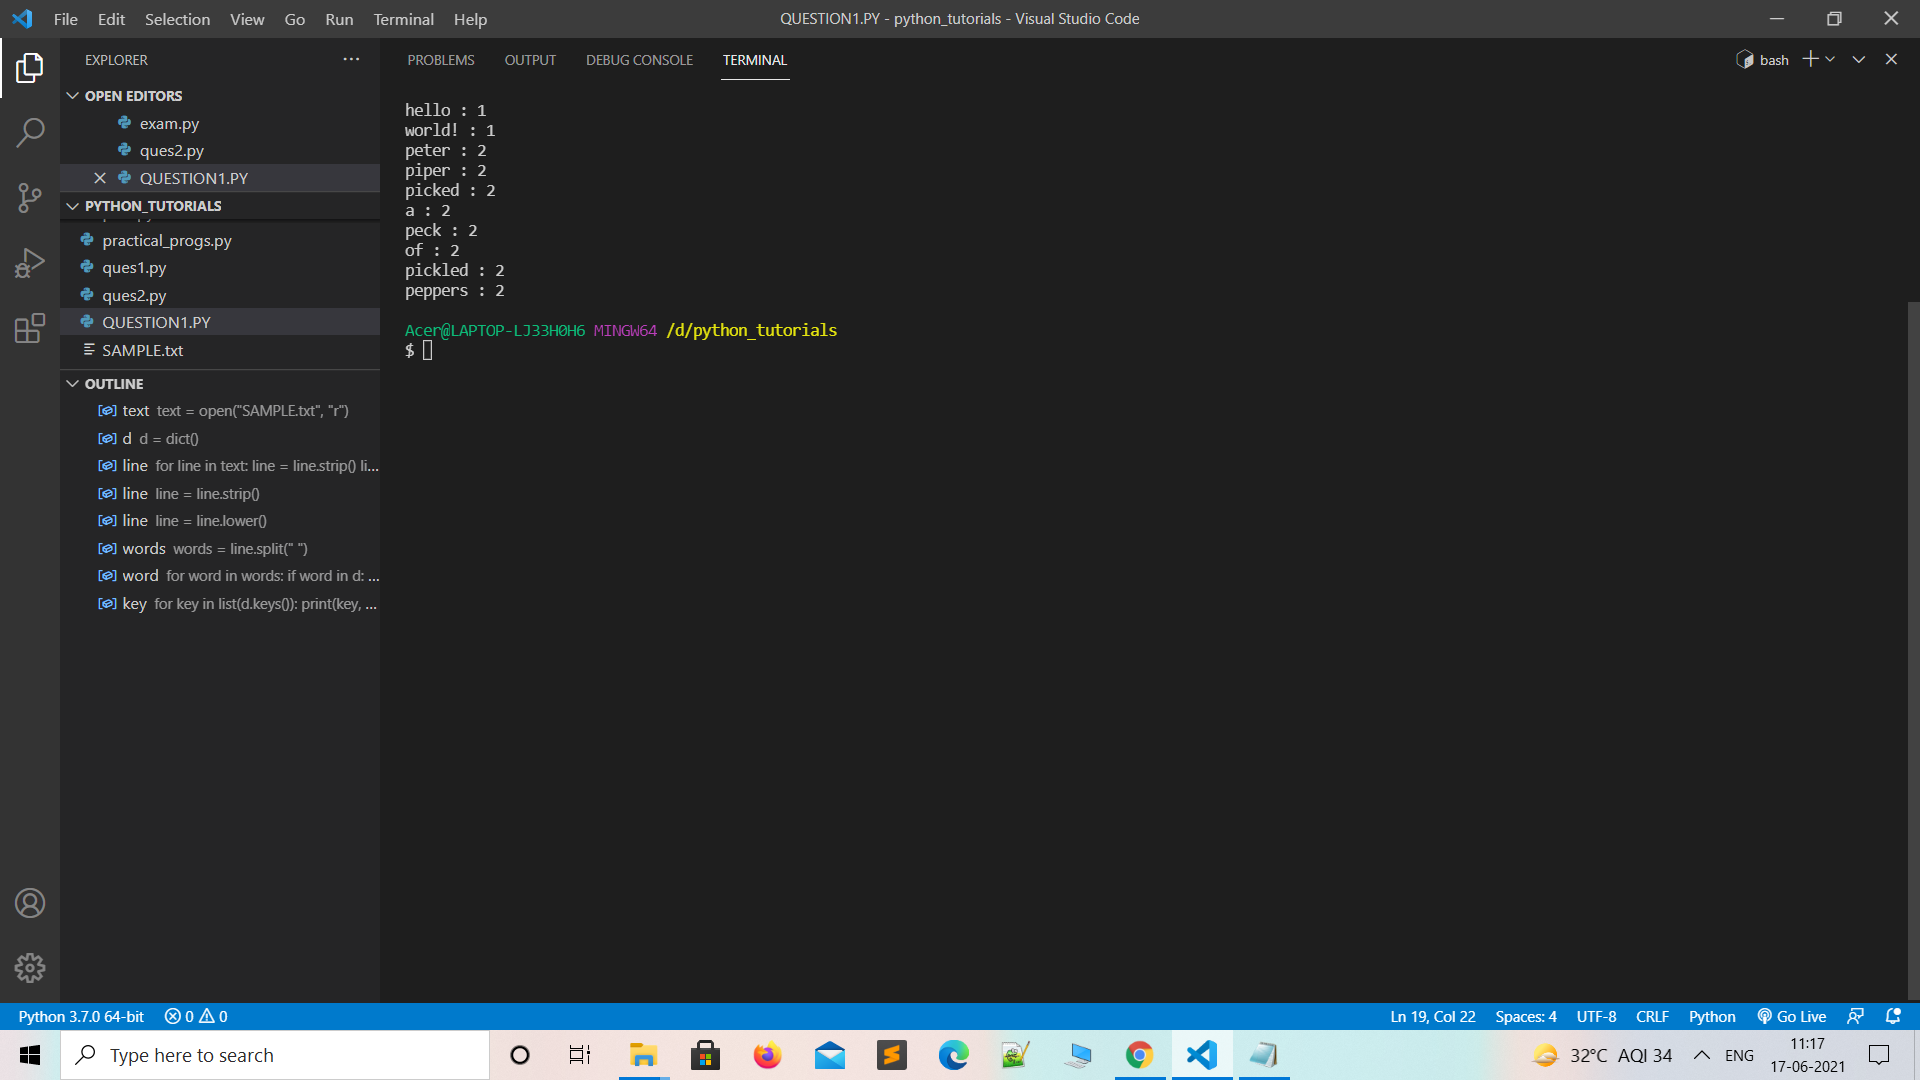 File Edit Selection View Go Run Terminal Help QUESTION1.PY - python_tutorials - Visual Studio Code
EXPLORER
OPEN EDITORS
exam.py
ques2.py
QUESTION1.PY
PYTHON_TUTORIALS
practical_progs.py
ques1.py
ques2.py
QUESTION1.PY
SAMPLE.txt
OUTLINE
text text = open("SAMPLE.txt", "r")
d d = dict()
line for line in text: line = line.strip() li...
line line = line.strip()
line line = line.lower()
words words = line.split(" ")
word for word in words: if word in d: ...
key for key in list(d.keys()): print(key, ...
PROBLEMS OUTPUT DEBUG CONSOLE TERMINAL bash
hello : 1
world! : 1
peter : 2
piper : 2
picked : 2
a : 2
peck : 2
of : 2
pickled : 2
peppers : 2
Acer@LAPTOP-LJ33H0H6 MINGW64 /d/python_tutorials
$
Python 3.7.0 64-bit 0 0 Ln 19, Col 22 Spaces: 4 UTF-8 CRLF Python Go Live
Type here to search 32°C AQI 34 ENG
11:17
17-06-2021